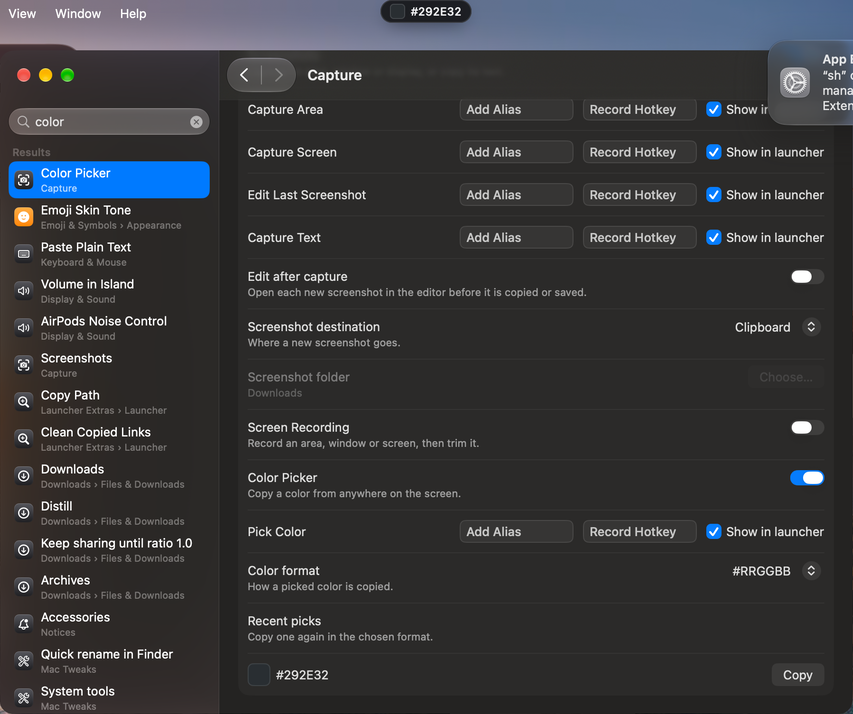 View Window Help
#292E32
Capture
App
"sh"
mana
Exten
color
Results
Color Picker
Capture
Emoji Skin Tone
Emoji & Symbols › Appearance
Paste Plain Text
Keyboard & Mouse
Volume in Island
Display & Sound
AirPods Noise Control
Display & Sound
Screenshots
Capture
Copy Path
Launcher Extras › Launcher
Clean Copied Links
Launcher Extras › Launcher
Downloads
Downloads › Files & Downloads
Distill
Downloads › Files & Downloads
Keep sharing until ratio 1.0
Downloads › Files & Downloads
Archives
Downloads › Files & Downloads
Accessories
Notices
Quick rename in Finder
Mac Tweaks
System tools
Mac Tweaks
Capture Area Add Alias Record Hotkey Show in
Capture Screen Add Alias Record Hotkey Show in launcher
Edit Last Screenshot Add Alias Record Hotkey Show in launcher
Capture Text Add Alias Record Hotkey Show in launcher
Edit after capture
Open each new screenshot in the editor before it is copied or saved.
Screenshot destination Clipboard
Where a new screenshot goes.
Screenshot folder Choose...
Downloads
Screen Recording
Record an area, window or screen, then trim it.
Color Picker
Copy a color from anywhere on the screen.
Pick Color Add Alias Record Hotkey Show in launcher
Color format #RRGGBB
How a picked color is copied.
Recent picks
Copy one again in the chosen format.
#292E32 Copy